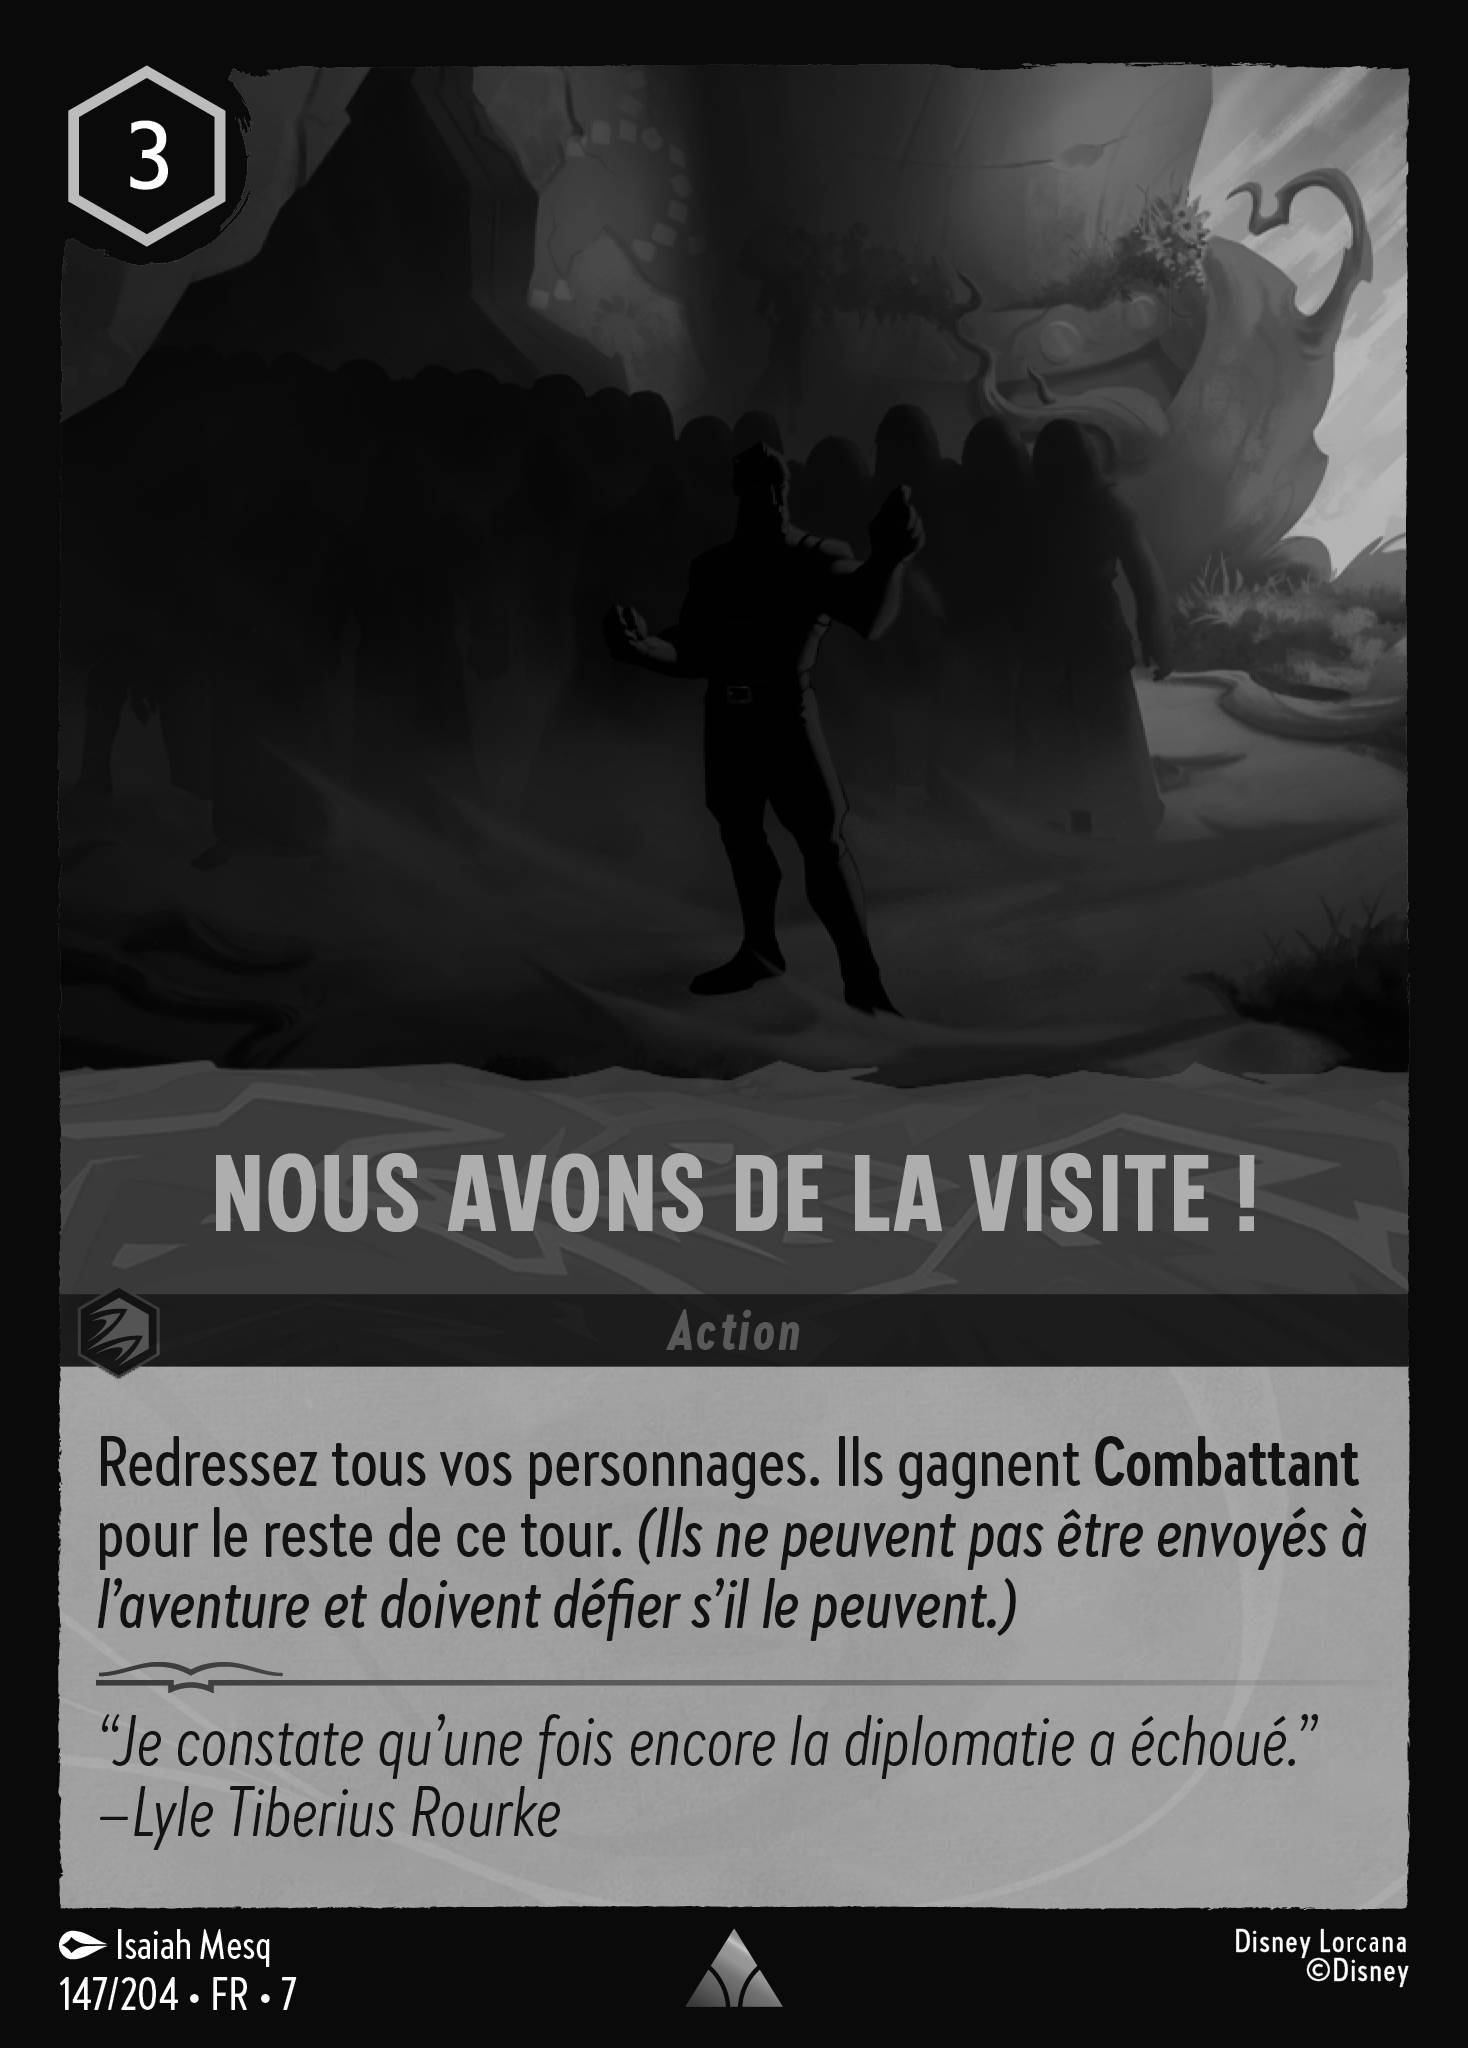 3
NOUS AVONS DE LA VISITE !
Action
Redressez tous vos personnages. Ils gagnent Combattant
pour le reste de ce tour. (Ils ne peuvent pas être envoyés à
l’aventure et doivent défier s’il le peuvent.)
“Je constate qu’une fois encore la diplomatie a échoué.”
—Lyle Tiberius Rourke
Isaiah Mesq
147/204 • FR • 7
Disney Lorcana
©Disney